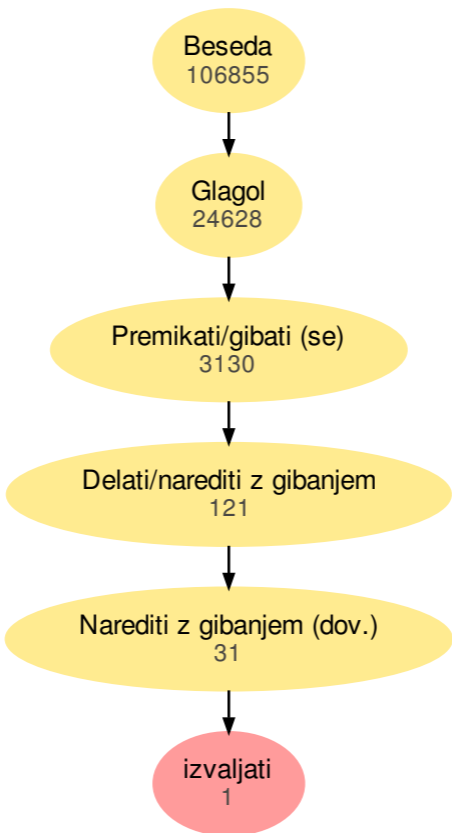 Beseda
106855
Glagol
24628
Premikati/gibati (se)
3130
Delati/narediti z gibanjem
121
Narediti z gibanjem (dov.)
31
izvaljati
1